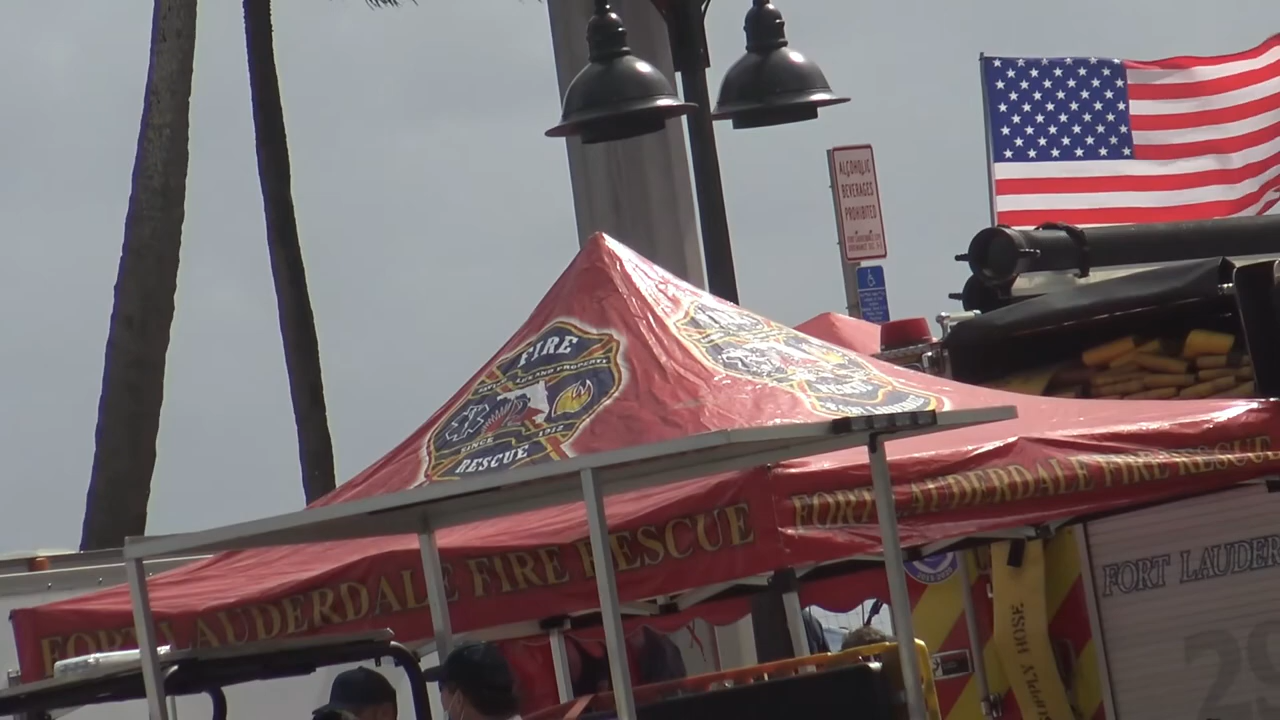 ALCOHOLIC
BEVERAGES
PROHIBITED
FIRE
SINCE 1912
RESCUE
FORT LAUDERDALE FIRE RESCUE
FORT LAUDERDALE FIRE RESCUE
FORT LAUDER
SUPPLY HOSE
29